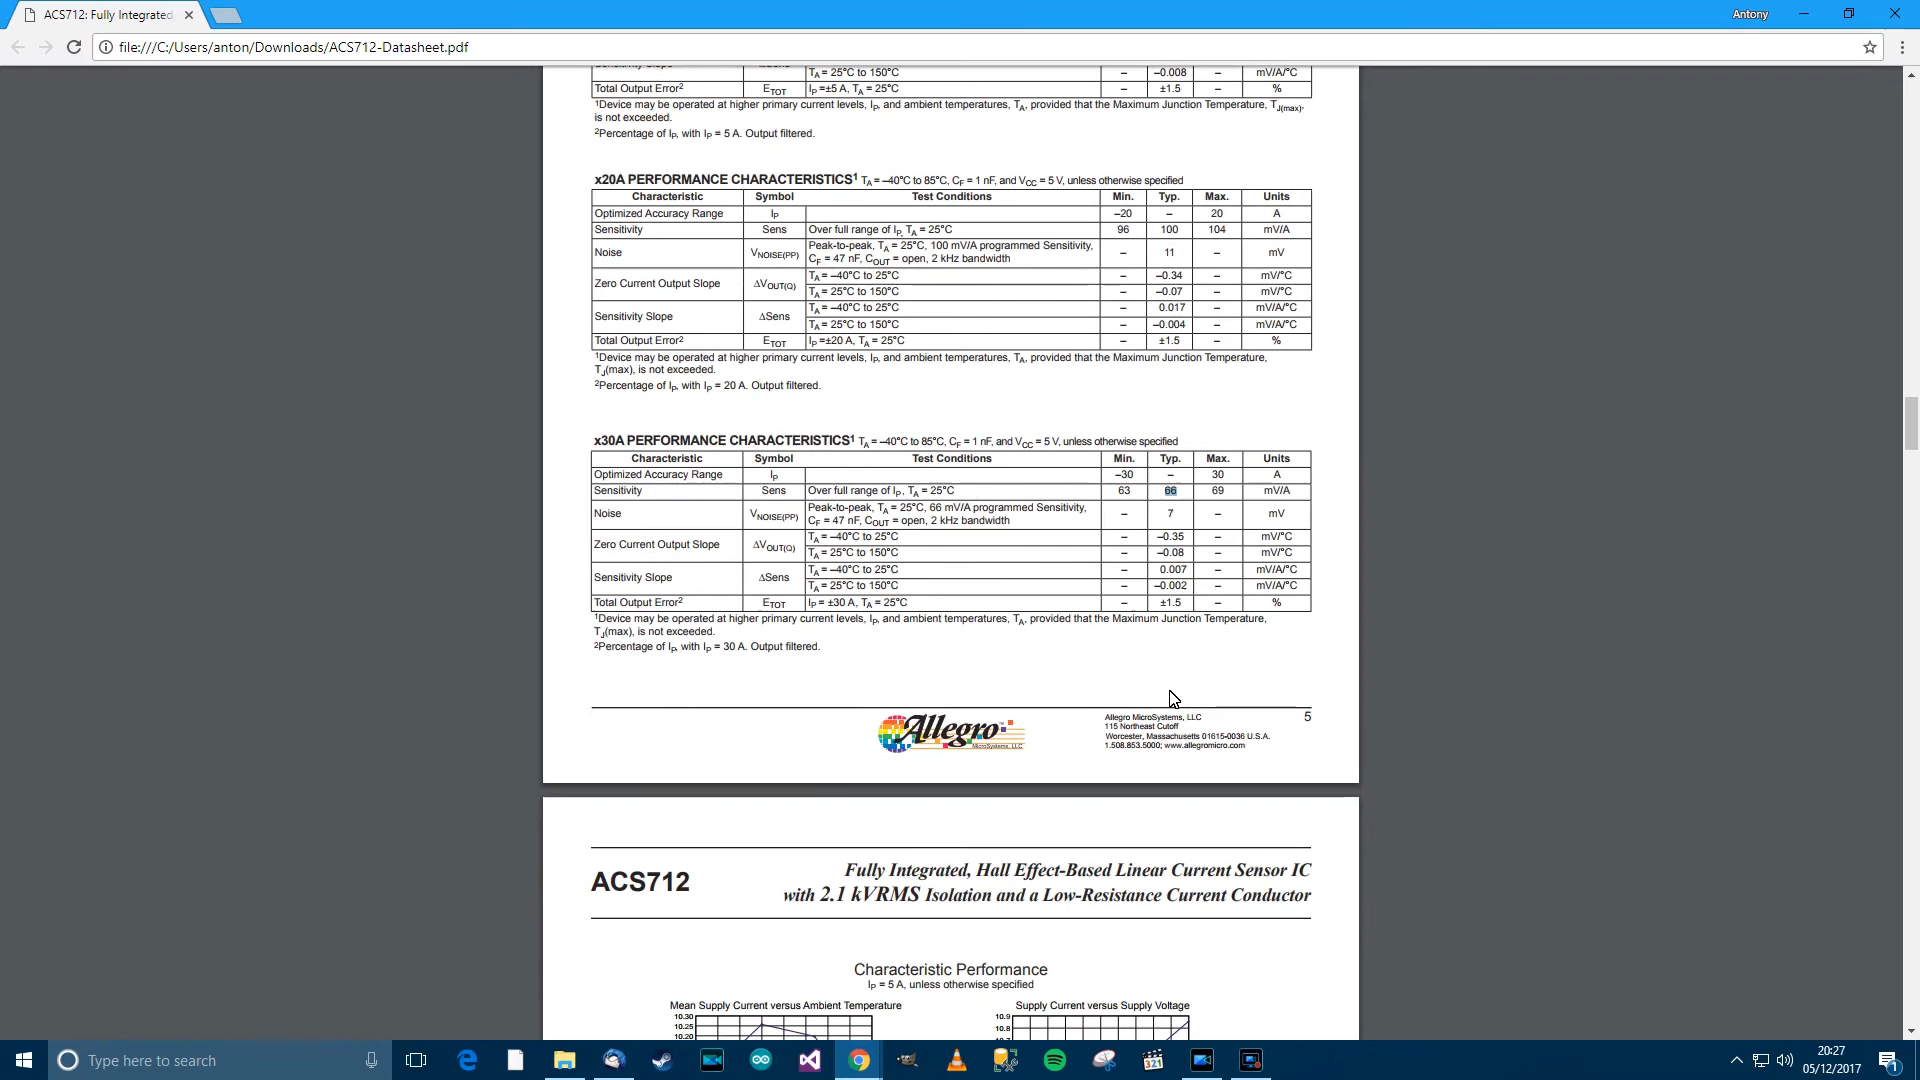 ACS712: Fully Integrated
Antony
file:///C:/Users/anton/Downloads/ACS712-Datasheet.pdf
TA = 25°C to 150°C – –0.008 – mV/A/°C
Total Output Error2 ETOT IP =±5 A, TA = 25°C – ±1.5 – %
1Device may be operated at higher primary current levels, IP, and ambient temperatures, TA, provided that the Maximum Junction Temperature, TJ(max),
is not exceeded.
2Percentage of IP, with IP = 5 A. Output filtered.
x20A PERFORMANCE CHARACTERISTICS1 TA = –40°C to 85°C, CF = 1 nF, and VCC = 5 V, unless otherwise specified
Characteristic Symbol Test Conditions Min. Typ. Max. Units
Optimized Accuracy Range IP –20 – 20 A
Sensitivity Sens Over full range of IP, TA = 25°C 96 100 104 mV/A
Noise VNOISE(PP) Peak-to-peak, TA = 25°C, 100 mV/A programmed Sensitivity,
CF = 47 nF, COUT = open, 2 kHz bandwidth – 11 – mV
Zero Current Output Slope ΔVOUT(Q) TA = –40°C to 25°C – –0.34 – mV/°C
TA = 25°C to 150°C – –0.07 – mV/°C
Sensitivity Slope ΔSens TA = –40°C to 25°C – 0.017 – mV/A/°C
TA = 25°C to 150°C – –0.004 – mV/A/°C
Total Output Error2 ETOT IP =±20 A, TA = 25°C – ±1.5 – %
1Device may be operated at higher primary current levels, IP, and ambient temperatures, TA, provided that the Maximum Junction Temperature,
TJ(max), is not exceeded.
2Percentage of IP, with IP = 20 A. Output filtered.
x30A PERFORMANCE CHARACTERISTICS1 TA = –40°C to 85°C, CF = 1 nF, and VCC = 5 V, unless otherwise specified
Characteristic Symbol Test Conditions Min. Typ. Max. Units
Optimized Accuracy Range IP –30 – 30 A
Sensitivity Sens Over full range of IP, TA = 25°C 63 66 69 mV/A
Noise VNOISE(PP) Peak-to-peak, TA = 25°C, 66 mV/A programmed Sensitivity,
CF = 47 nF, COUT = open, 2 kHz bandwidth – 7 – mV
Zero Current Output Slope ΔVOUT(Q) TA = –40°C to 25°C – –0.35 – mV/°C
TA = 25°C to 150°C – –0.08 – mV/°C
Sensitivity Slope ΔSens TA = –40°C to 25°C – 0.007 – mV/A/°C
TA = 25°C to 150°C – –0.002 – mV/A/°C
Total Output Error2 ETOT IP = ±30 A, TA = 25°C – ±1.5 – %
1Device may be operated at higher primary current levels, IP, and ambient temperatures, TA, provided that the Maximum Junction Temperature,
TJ(max), is not exceeded.
2Percentage of IP, with IP = 30 A. Output filtered.
Allegro
MicroSystems, LLC
Allegro MicroSystems, LLC
115 Northeast Cutoff
Worcester, Massachusetts 01615-0036 U.S.A.
1.508.853.5000; www.allegromicro.com
5
ACS712
Fully Integrated, Hall Effect-Based Linear Current Sensor IC
with 2.1 kVRMS Isolation and a Low-Resistance Current Conductor
Characteristic Performance
IP = 5 A, unless otherwise specified
Mean Supply Current versus Ambient Temperature
10.30
10.25
10.20
Supply Current versus Supply Voltage
10.9
10.8
Type here to search
321
20:27
05/12/2017
1